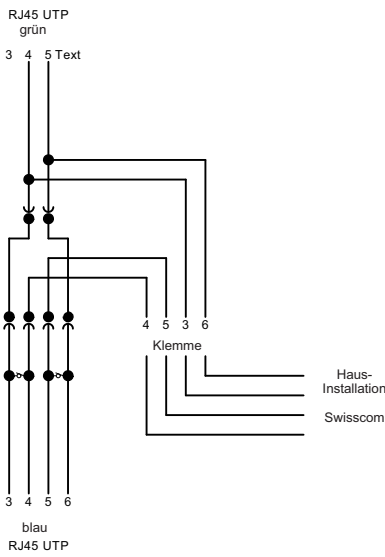 RJ45 UTP
grün
3 4 5 Text
4 5 3 6
Klemme
Haus-
Installation
Swisscom
3 4 5 6
blau
RJ45 UTP